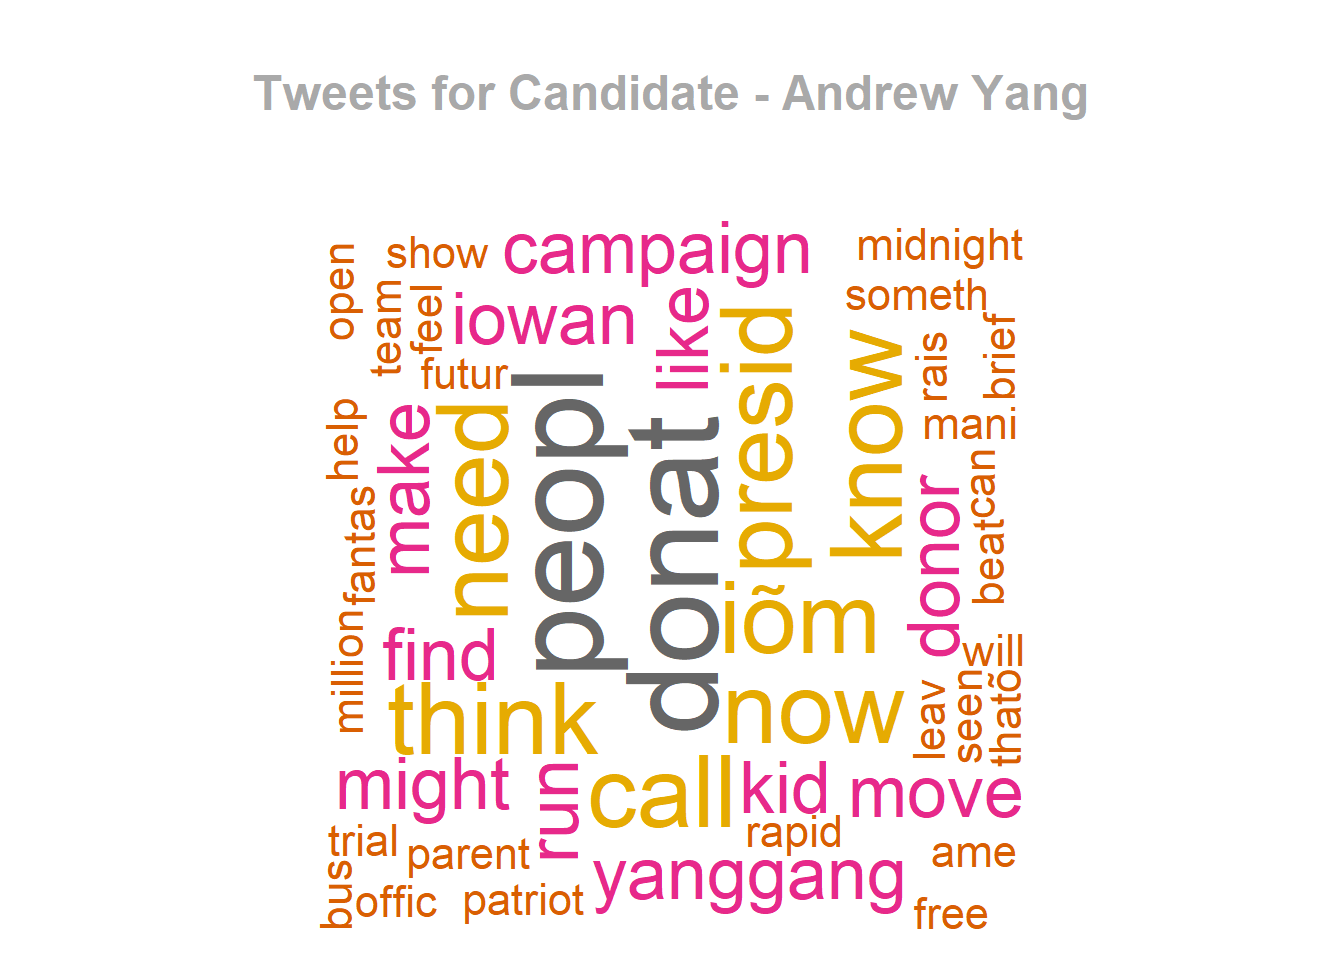 Tweets for Candidate - Andrew Yang
campaign
midnight
show
open
someth
team
feel
iowan
like
presid
know
rais
brief
futur
peopl
donat
need
make
help
mani
can
beat
donor
fantas
million
find
iõm
will
think
now
leav
seen
thatõ
might
run
call
kid
move
rapid
trial
parent
yanggang
ame
bus
offic
patriot
free